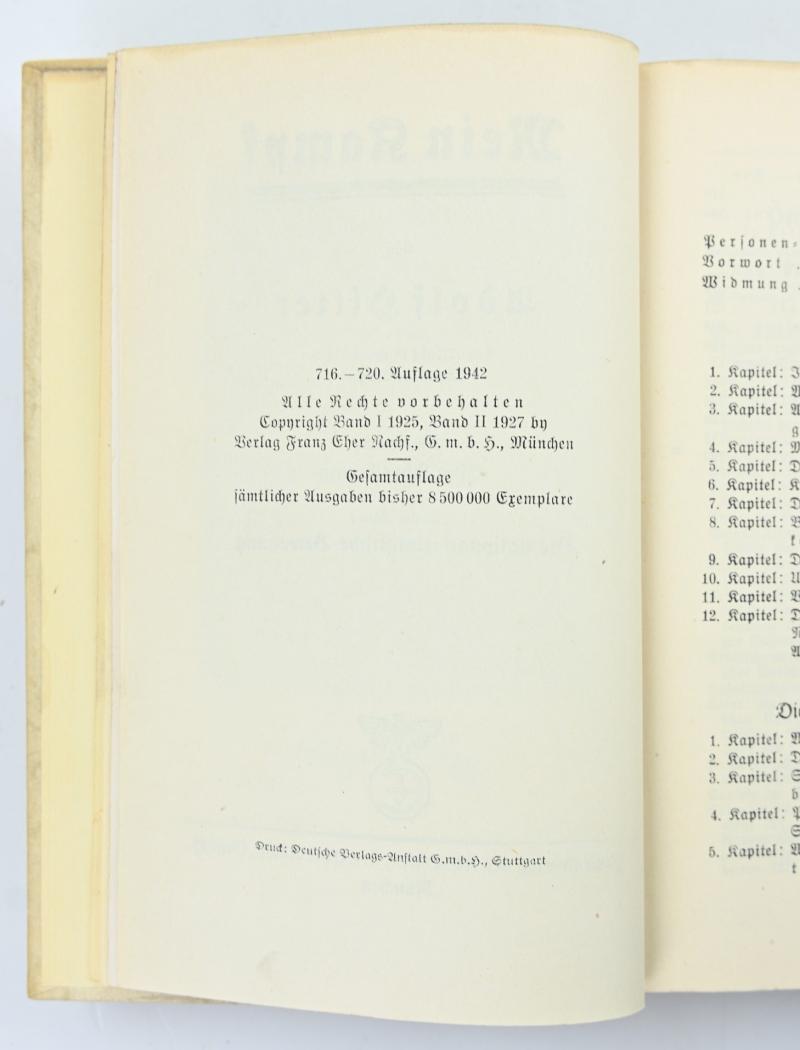 716.–720. Auflage 1942
Alle Rechte vorbehalten
Copyright Band I 1925, Band II 1927 by
Verlag Franz Eher Nachf., G. m. b. H., München
Gesamtauflage
sämtlicher Ausgaben bisher 8 500 000 Exemplare
Druck: Deutsche Verlags-Anstalt G.m.b.H., Stuttgart
Personen-
Vorwort
Widmung
1. Kapitel:
2. Kapitel:
3. Kapitel:
4. Kapitel:
5. Kapitel:
6. Kapitel:
7. Kapitel:
8. Kapitel:
9. Kapitel:
10. Kapitel:
11. Kapitel:
12. Kapitel:
Die
1. Kapitel:
2. Kapitel:
3. Kapitel:
4. Kapitel:
5. Kapitel: